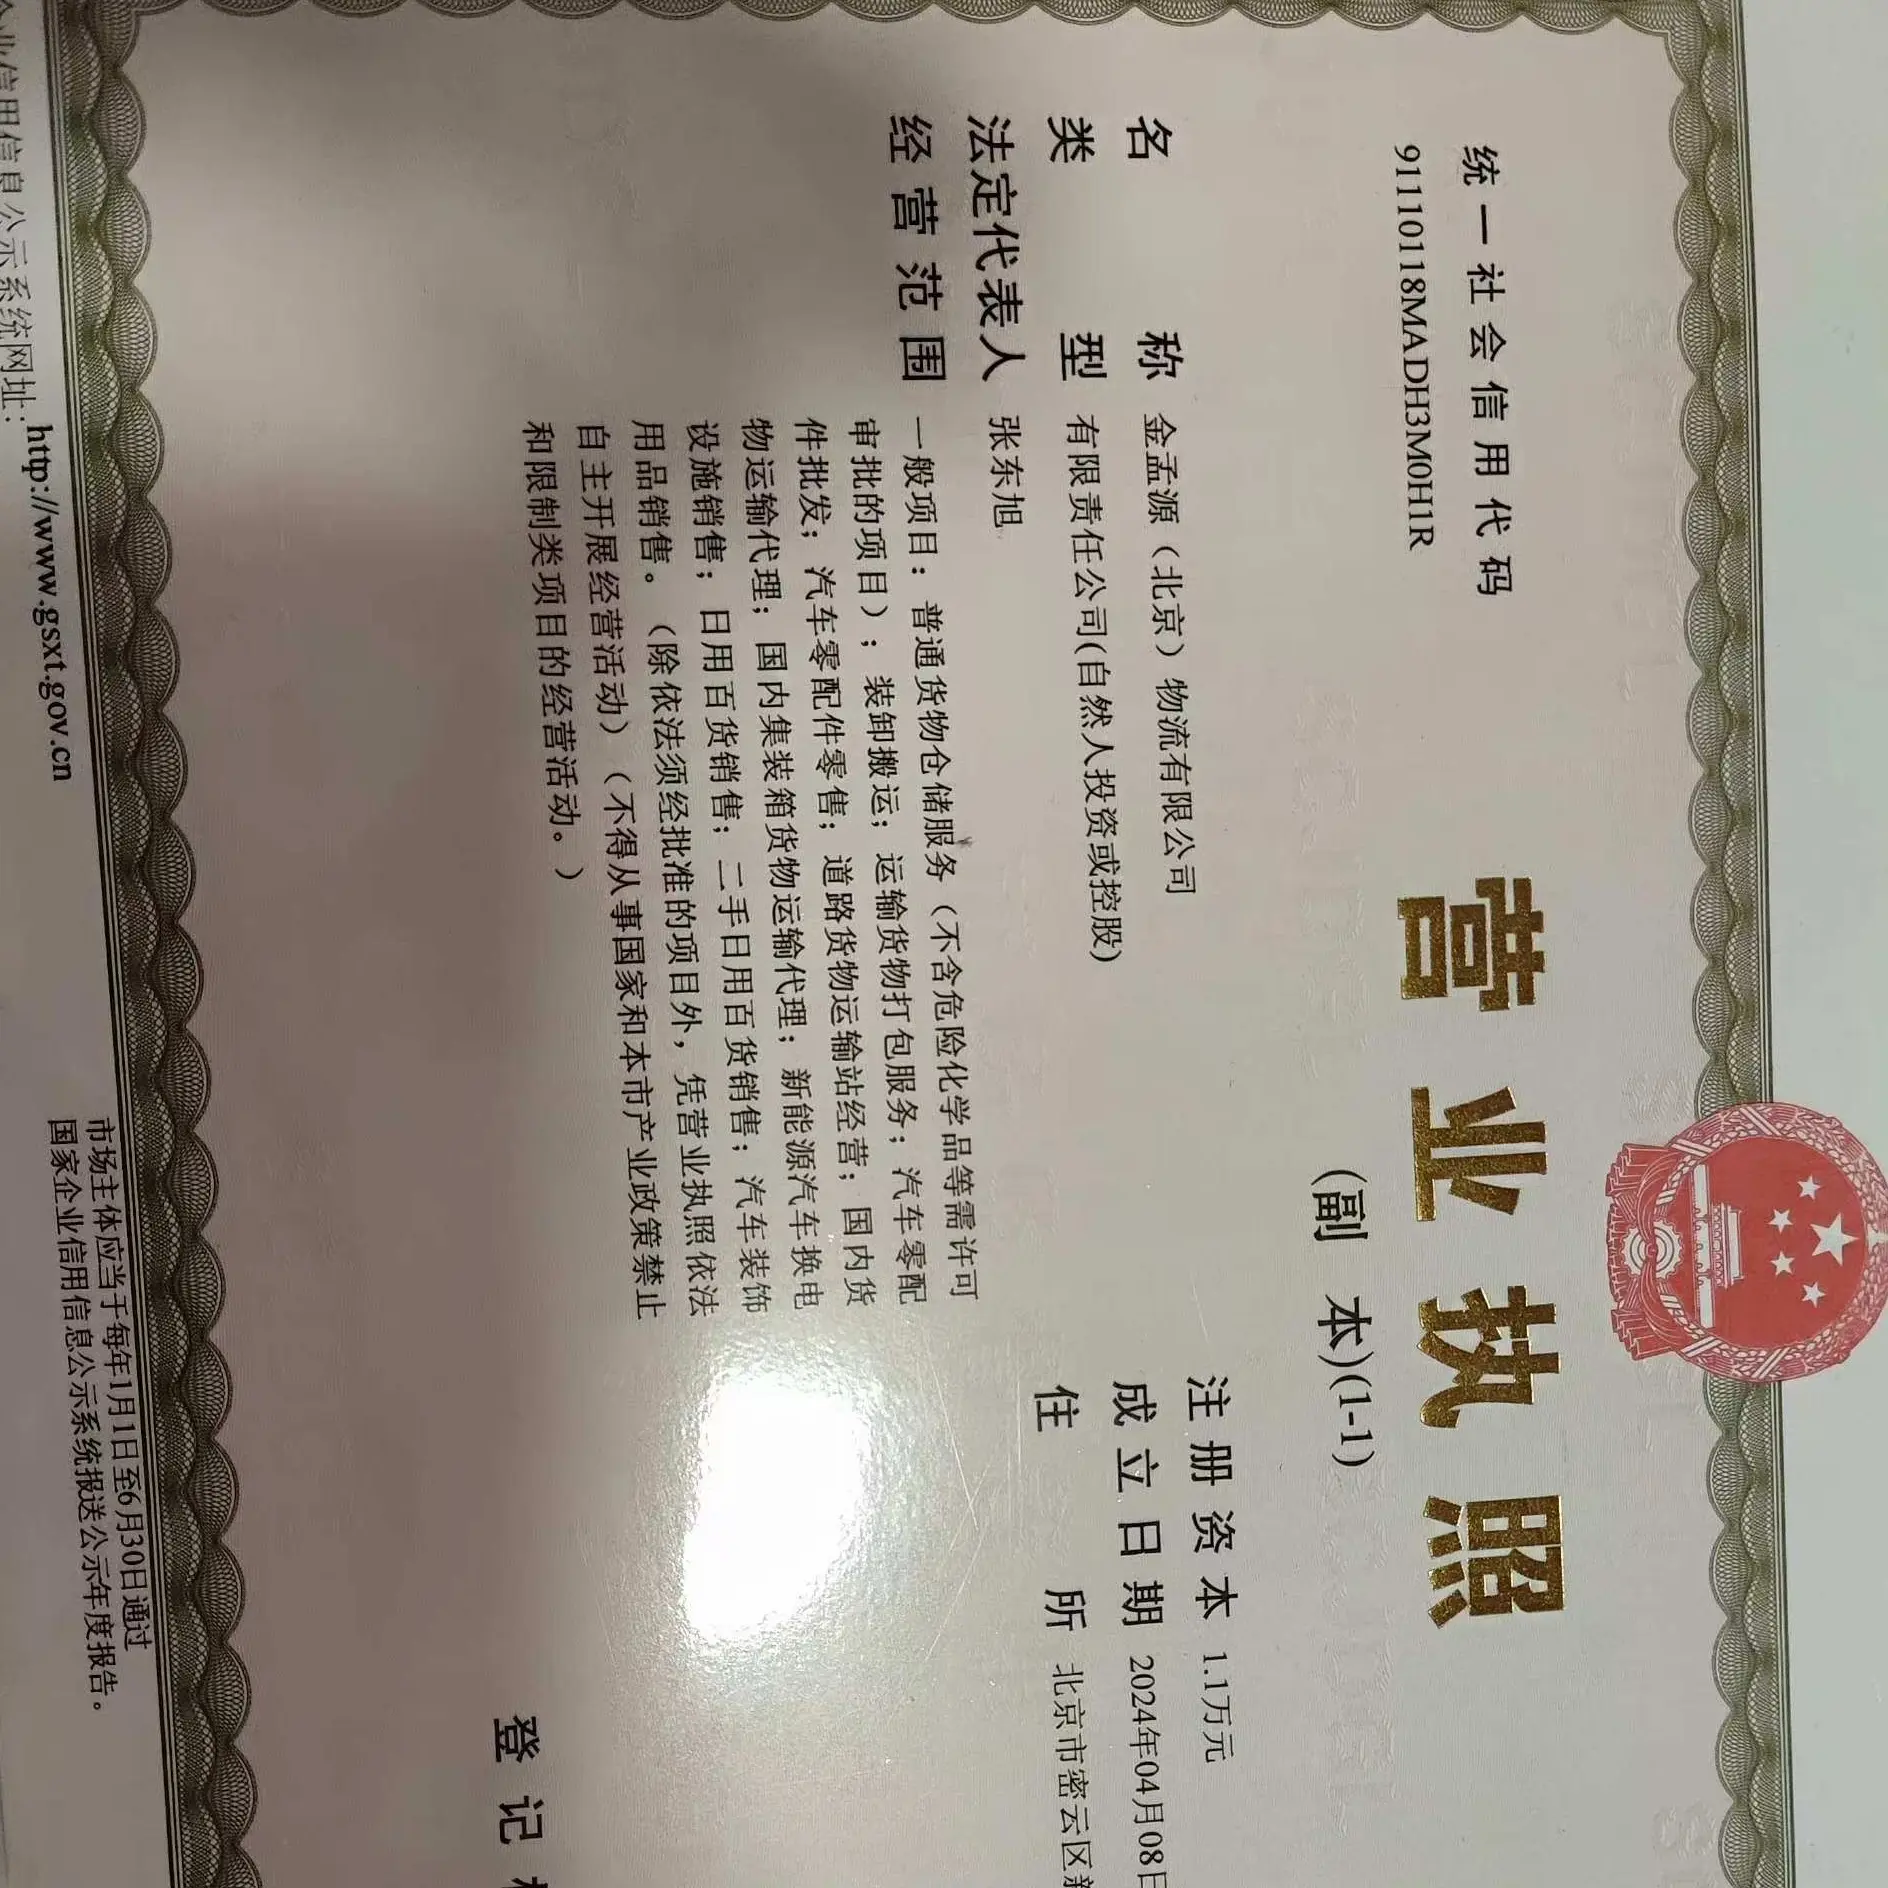 统一社会信用代码
91110118MADH3M0H1R
营业执照
(副 本)(1-1)
名 称 金孟源（北京）物流有限公司
类 型 有限责任公司(自然人投资或控股)
法定代表人 张东旭
经营范围 一般项目：普通货物仓储服务（不含危险化学品等需许可
审批的项目）；装卸搬运；运输货物打包服务；汽车零配
件批发；汽车零配件零售；道路货物运输站经营；国内货
物运输代理；国内集装箱货物运输代理；新能源汽车换电
设施销售；日用百货销售；二手日用百货销售；汽车装饰
用品销售。（除依法须经批准的项目外，凭营业执照依法
自主开展经营活动）（不得从事国家和本市产业政策禁止
和限制类项目的经营活动。）
注册资本 1.1万元
成立日期 2024年04月08日
住 所 北京市密云区新
登记
业信用信息公示系统网址：http://www.gsxt.gov.cn
市场主体应当于每年1月1日至6月30日通过
国家企业信用信息公示系统报送公示年度报告。